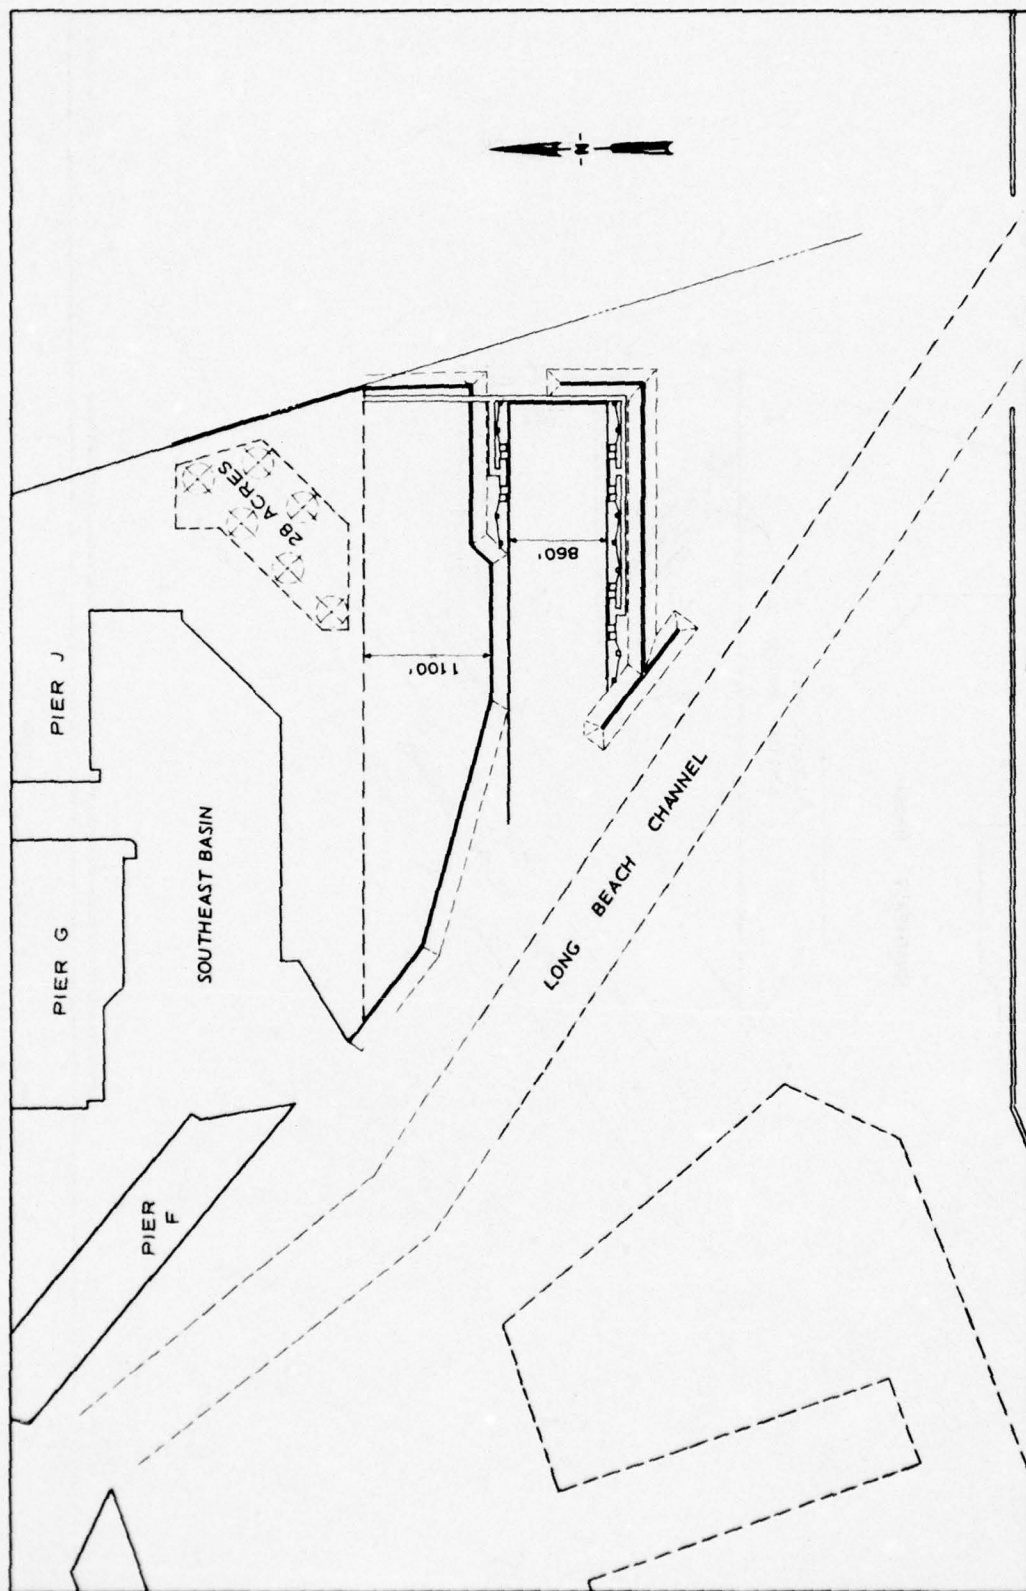 N
28 ACRES
860'
1100'
PIER J
PIER G
SOUTHEAST BASIN
PIER
F
LONG BEACH CHANNEL